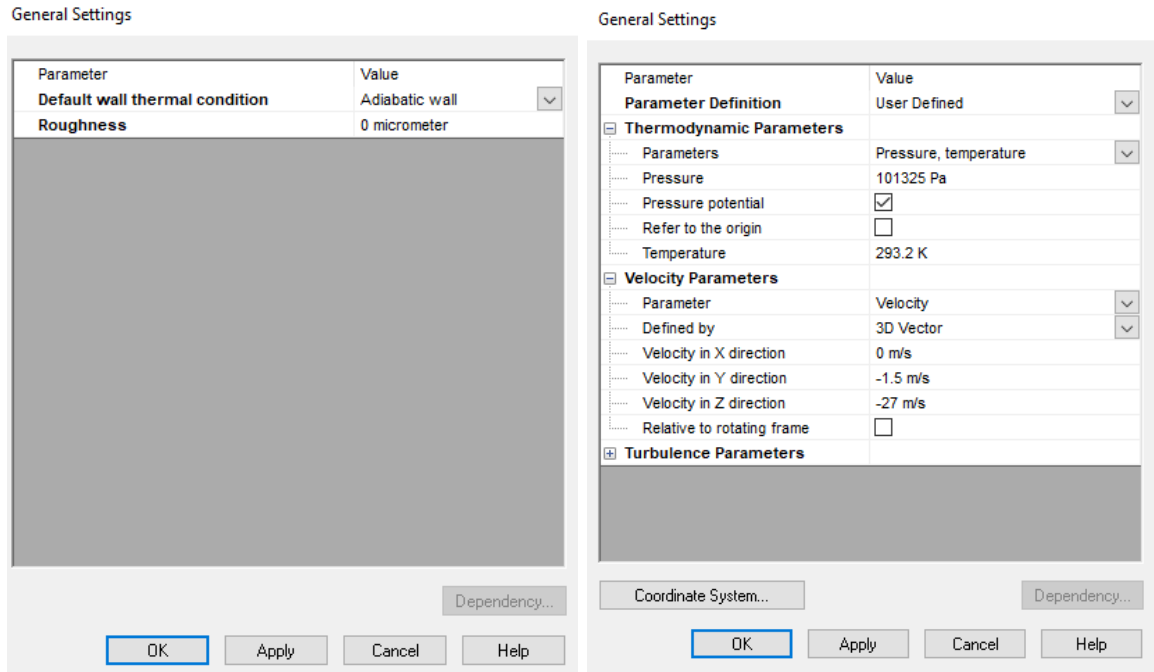 General Settings
Parameter Value
Default wall thermal condition Adiabatic wall
Roughness 0 micrometer
Dependency...
OK Apply Cancel Help
General Settings
Parameter Value
Parameter Definition User Defined
Thermodynamic Parameters
Parameters Pressure, temperature
Pressure 101325 Pa
Pressure potential
Refer to the origin
Temperature 293.2 K
Velocity Parameters
Parameter Velocity
Defined by 3D Vector
Velocity in X direction 0 m/s
Velocity in Y direction -1.5 m/s
Velocity in Z direction -27 m/s
Relative to rotating frame
Turbulence Parameters
Coordinate System... Dependency...
OK Apply Cancel Help